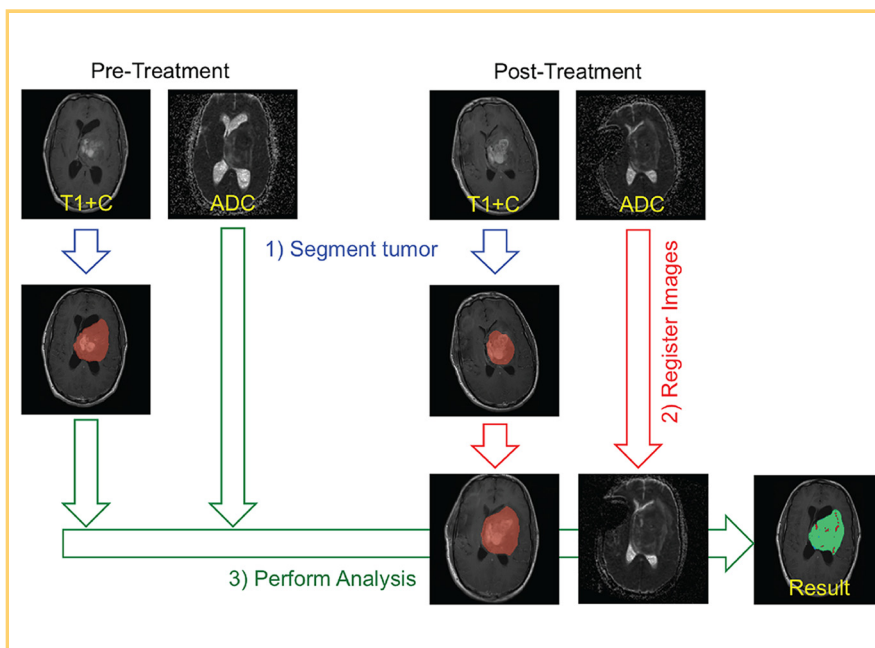 Pre-Treatment
Post-Treatment
T1+C
ADC
T1+C
ADC
1) Segment tumor
2) Register Images
3) Perform Analysis
Result